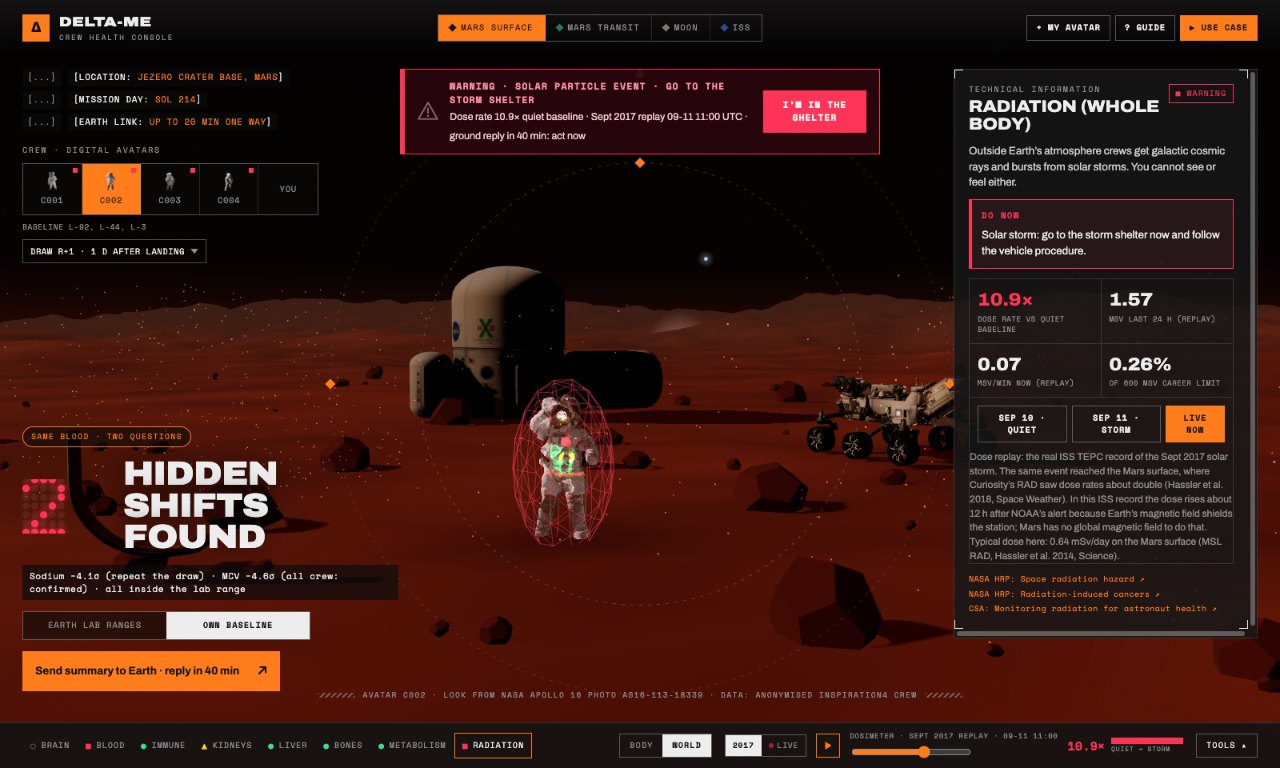 Δ
DELTA-ME
CREW HEALTH CONSOLE
MARS SURFACE
MARS TRANSIT
MOON
ISS
+ MY AVATAR
? GUIDE
▶ USE CASE
[...] [LOCATION: JEZERO CRATER BASE, MARS]
[...] [MISSION DAY: SOL 214]
[...] [EARTH LINK: UP TO 20 MIN ONE WAY]
CREW · DIGITAL AVATARS
C001
C002
C003
C004
YOU
BASELINE L-92, L-44, L-3
DRAW R+1 · 1 D AFTER LANDING
WARNING · SOLAR PARTICLE EVENT · GO TO THE
STORM SHELTER
Dose rate 10.9× quiet baseline · Sept 2017 replay 09-11 11:00 UTC ·
ground reply in 40 min: act now
I'M IN THE
SHELTER
TECHNICAL INFORMATION
WARNING
RADIATION (WHOLE
BODY)
Outside Earth's atmosphere crews get galactic cosmic
rays and bursts from solar storms. You cannot see or
feel either.
DO NOW
Solar storm: go to the storm shelter now and follow
the vehicle procedure.
10.9×
DOSE RATE VS QUIET
BASELINE
1.57
MSV LAST 24 H (REPLAY)
0.07
MSV/MIN NOW (REPLAY)
0.26%
OF 600 MSV CAREER LIMIT
SEP 10 ·
QUIET
SEP 11 ·
STORM
LIVE
NOW
Dose replay: the real ISS TEPC record of the Sept 2017 solar
storm. The same event reached the Mars surface, where
Curiosity's RAD saw dose rates about double (Hassler et al.
2018, Space Weather). In this ISS record the dose rises about
12 h after NOAA's alert because Earth's magnetic field shields
the station; Mars has no global magnetic field to do that.
Typical dose here: 0.64 mSv/day on the Mars surface (MSL
RAD, Hassler et al. 2014, Science).
NASA HRP: Space radiation hazard ↗
NASA HRP: Radiation-induced cancers ↗
CSA: Monitoring radiation for astronaut health ↗
SAME BLOOD · TWO QUESTIONS
2
HIDDEN
SHIFTS
FOUND
Sodium −4.1σ (repeat the draw) · MCV −4.6σ (all crew:
confirmed) · all inside the lab range
EARTH LAB RANGES
OWN BASELINE
Send summary to Earth · reply in 40 min ↗
AVATAR C002 · LOOK FROM NASA APOLLO 16 PHOTO AS16-113-18339 · DATA: ANONYMISED INSPIRATION4 CREW
BRAIN
BLOOD
IMMUNE
KIDNEYS
LIVER
BONES
METABOLISM
RADIATION
BODY
WORLD
2017
LIVE
DOSIMETER · SEPT 2017 REPLAY · 09-11 11:00
10.9×
QUIET → STORM
TOOLS ▴